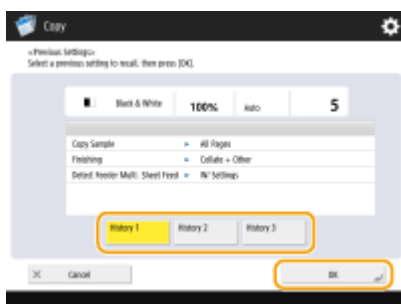 Copy
<Previous Settings>
Select a previous setting to recall, then press [OK].
Black & White 100% Auto 5
Copy Sample ► All Pages
Finishing ► Collate + Other
Detect Feeder Multi. Sheet Feed ► W/ Settings
History 1 History 2 History 3
× Cancel OK